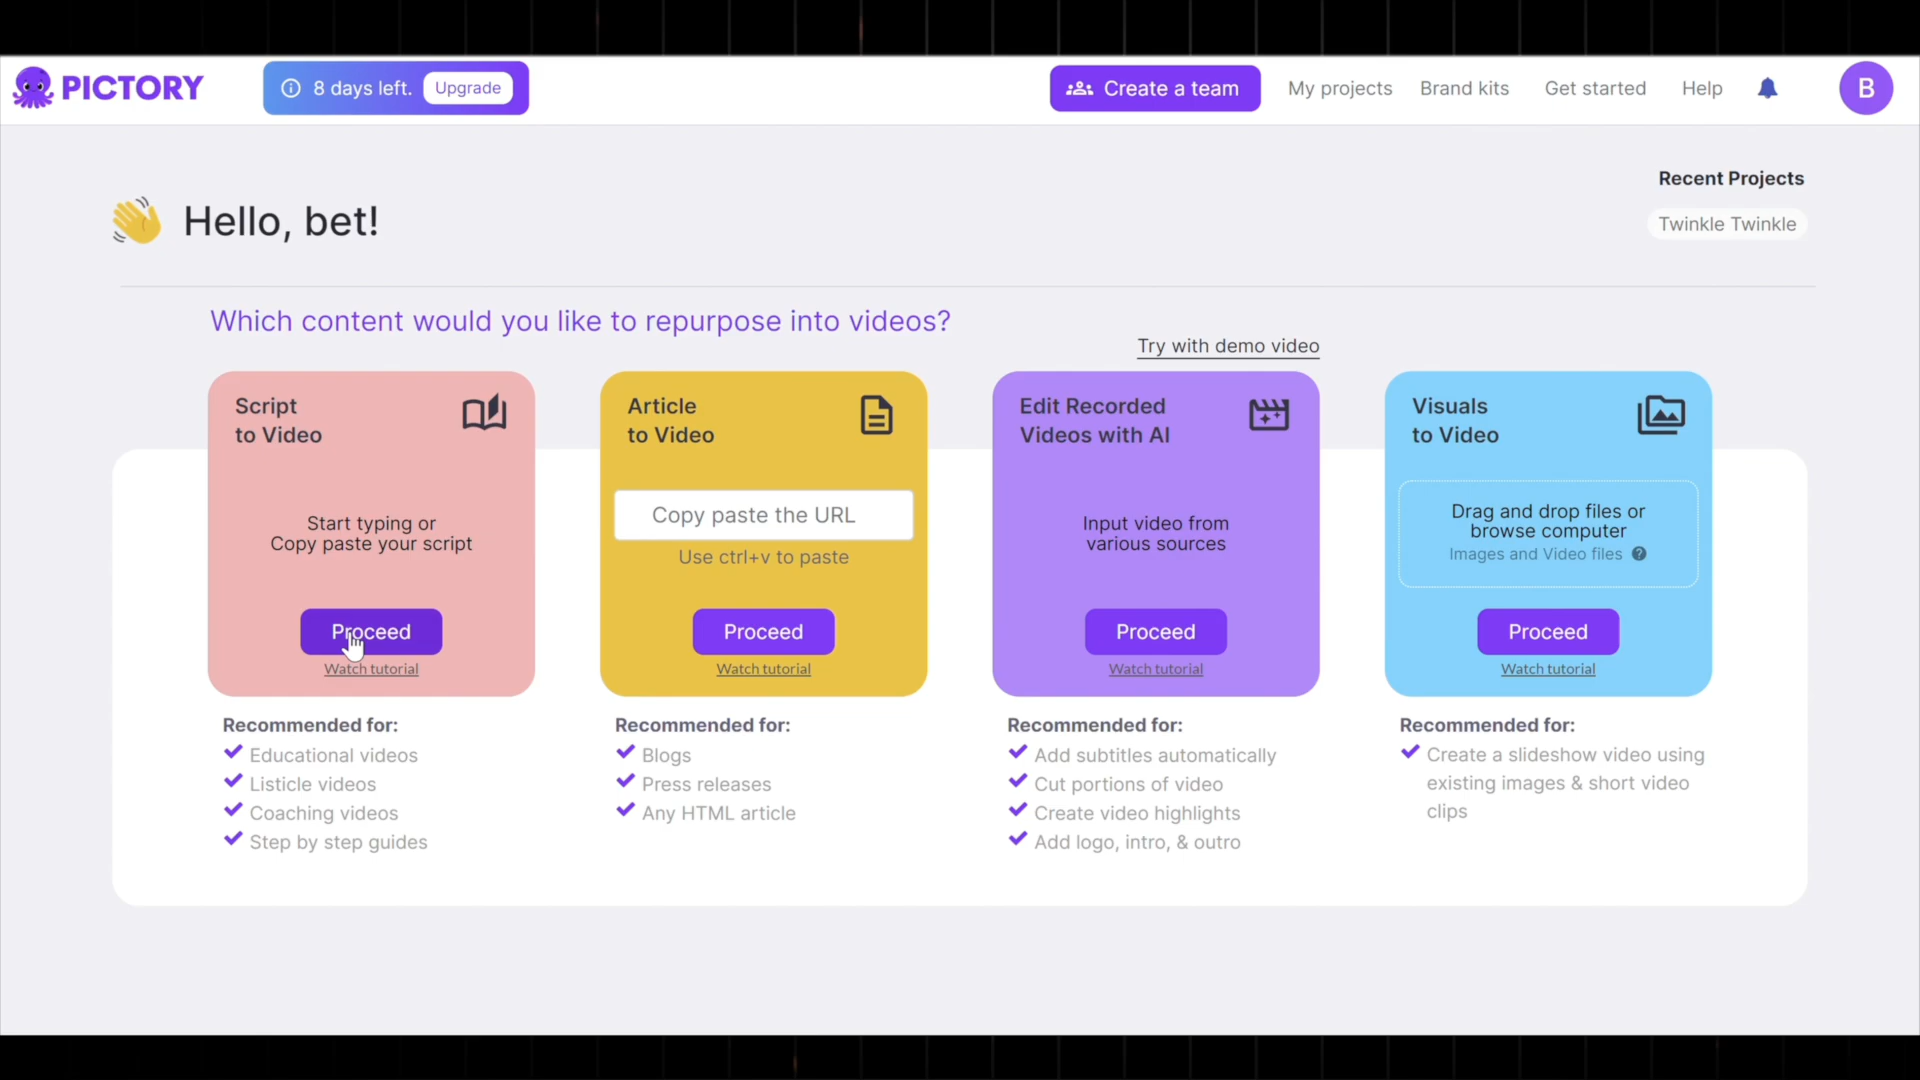 PICTORY
8 days left. Upgrade
Create a team
My projects
Brand kits
Get started
Help
B
Recent Projects
Twinkle Twinkle
Hello, bet!
Which content would you like to repurpose into videos?
Try with demo video
Script
to Video
Start typing or
Copy paste your script
Proceed
Watch tutorial
Recommended for:
Educational videos
Listicle videos
Coaching videos
Step by step guides
Article
to Video
Copy paste the URL
Use ctrl+v to paste
Proceed
Watch tutorial
Recommended for:
Blogs
Press releases
Any HTML article
Edit Recorded
Videos with AI
Input video from
various sources
Proceed
Watch tutorial
Recommended for:
Add subtitles automatically
Cut portions of video
Create video highlights
Add logo, intro, & outro
Visuals
to Video
Drag and drop files or
browse computer
Images and Video files
Proceed
Watch tutorial
Recommended for:
Create a slideshow video using
existing images & short video
clips